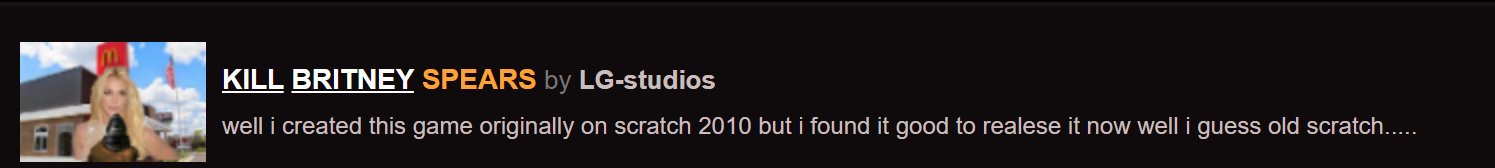 KILL BRITNEY SPEARS by LG-studios
well i created this game originally on scratch 2010 but i found it good to realese it now well i guess old scratch.....